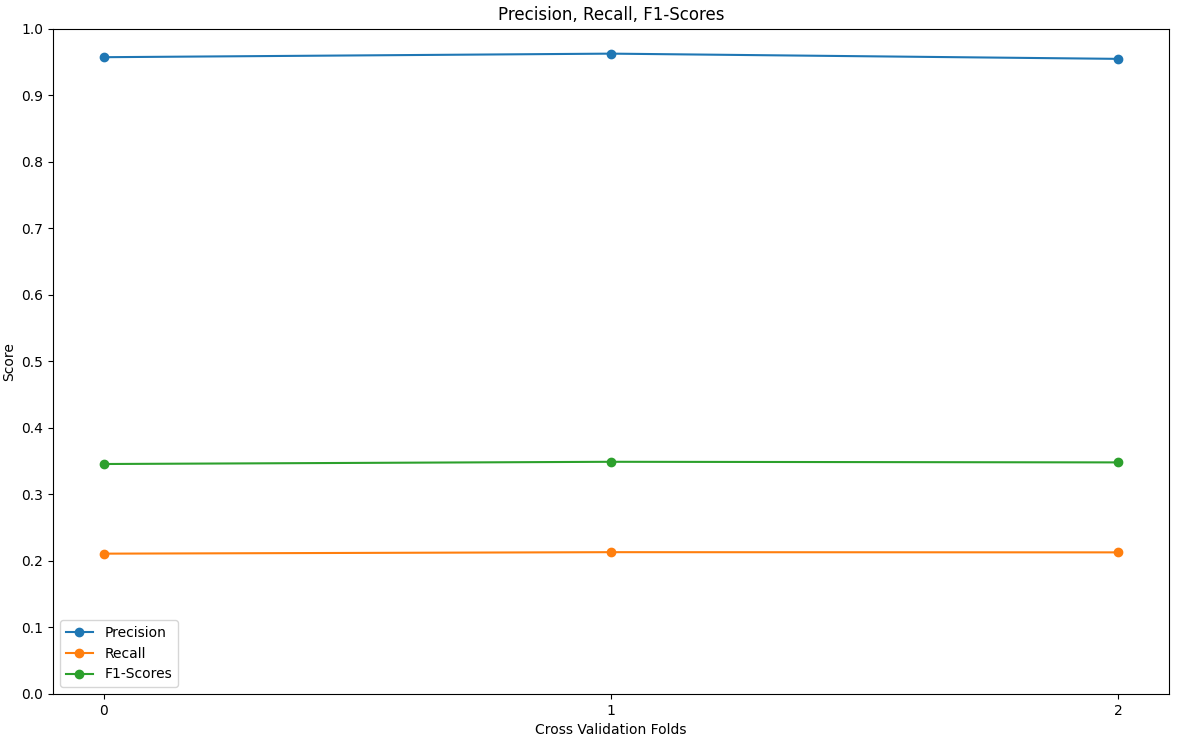 Precision, Recall, F1-Scores
1.0
0.9
0.8
0.7
0.6
0.5
0.4
0.3
0.2
0.1
0.0
Score
Precision
Recall
F1-Scores
0 1 2
Cross Validation Folds